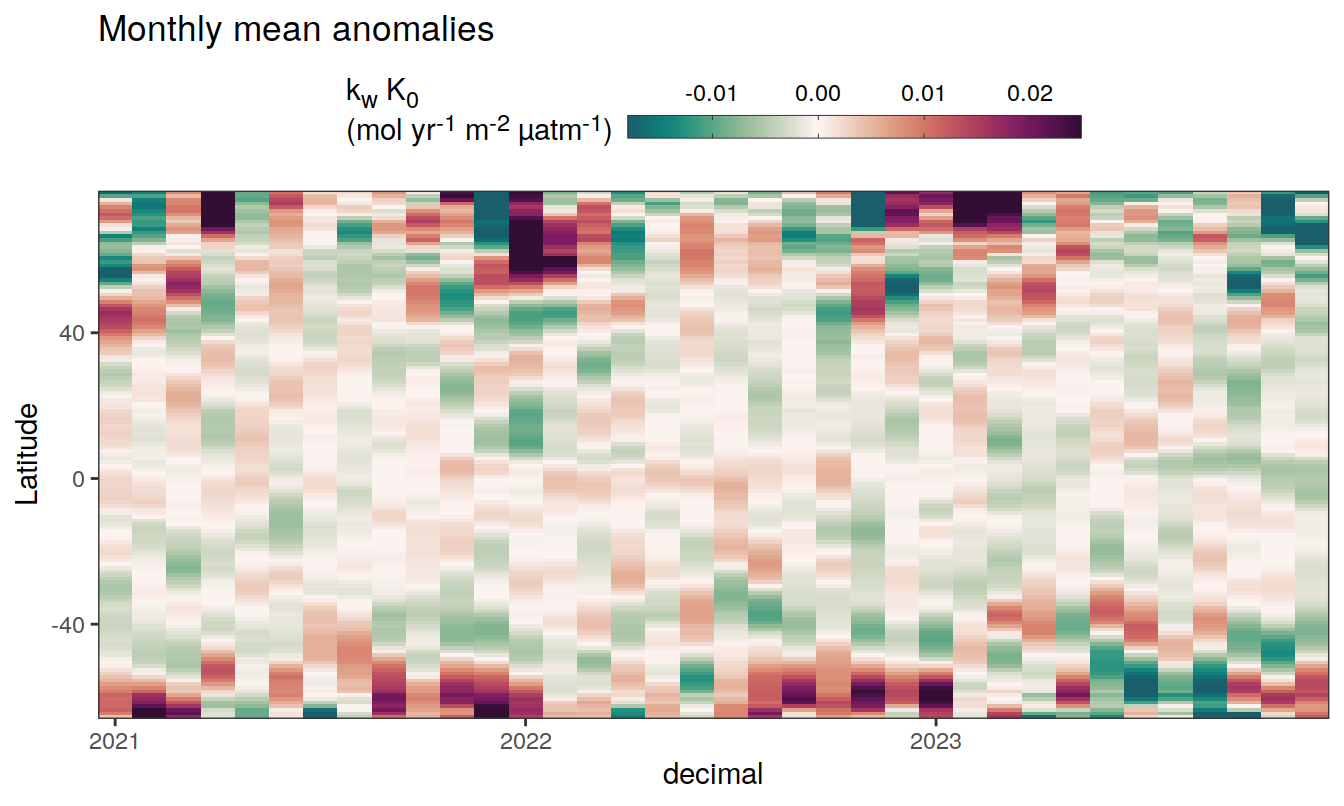 Monthly mean anomalies
k_w K_0
(mol yr⁻¹ m⁻² µatm⁻¹)
-0.01 0.00 0.01 0.02
Latitude
40
0
-40
2021 2022 2023
decimal